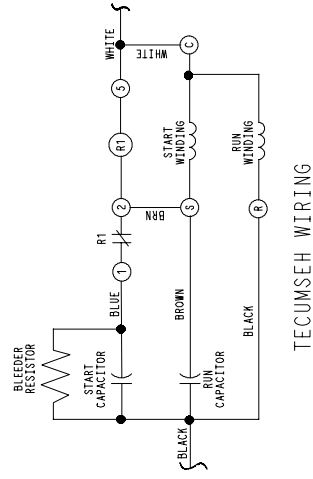 WHITE
WHITE
C
5
R1
START
WINDING
RUN
WINDING
2
BRN
S
R
R1
1
BLUE
BROWN
BLACK
BLEEDER
RESISTOR
START
CAPACITOR
RUN
CAPACITOR
BLACK
TECUMSEH WIRING